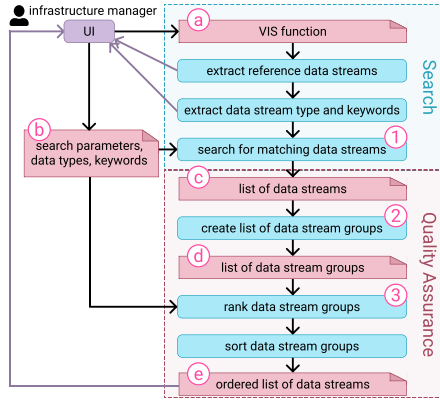 infrastructure manager
a
UI
VIS function
extract reference data streams
extract data stream type and keywords
Search
b
1
search parameters,
data types, keywords
search for matching data streams
c
list of data streams
2
create list of data stream groups
d
list of data stream groups
3
rank data stream groups
Quality Assurance
sort data stream groups
e
ordered list of data streams